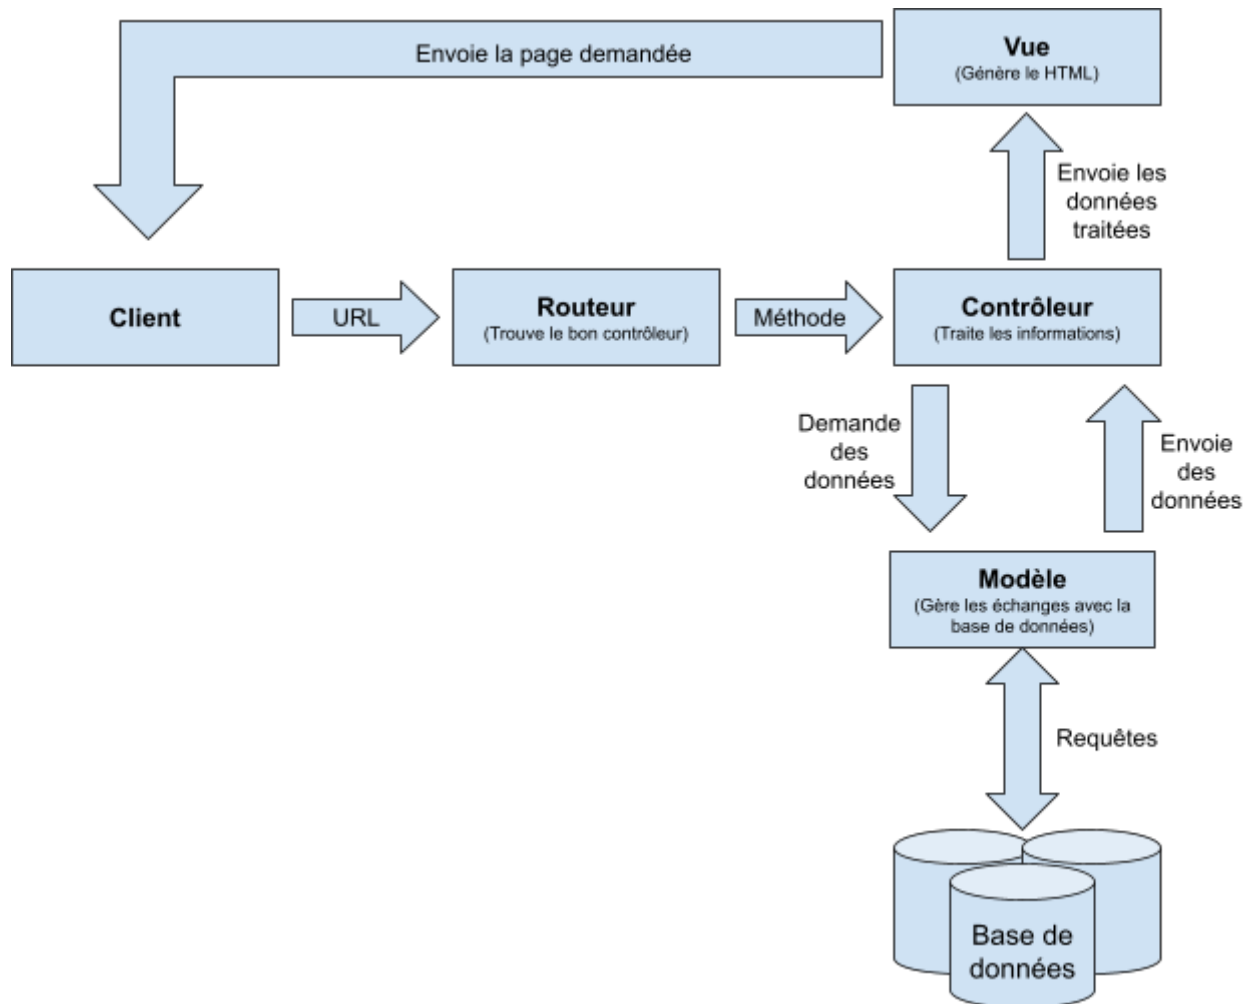 Envoie la page demandée
Vue
(Génère le HTML)
Envoie les
données
traitées
Client
URL
Routeur
(Trouve le bon contrôleur)
Méthode
Contrôleur
(Traite les informations)
Demande
des
données
Envoie
des
données
Modèle
(Gère les échanges avec la
base de données)
Requêtes
Base de
données